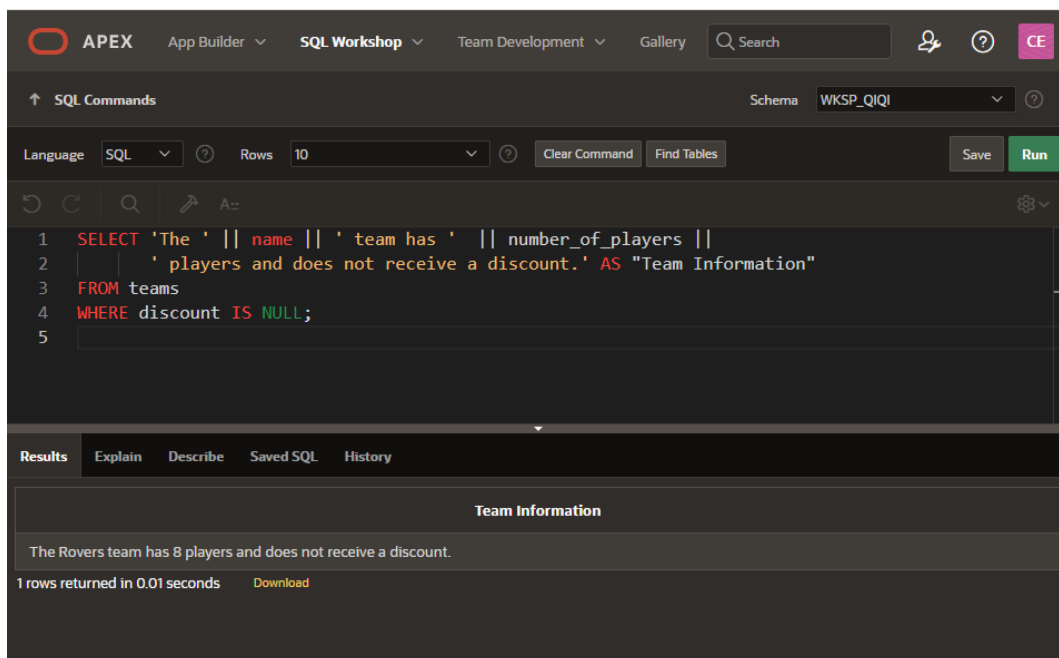 APEX App Builder SQL Workshop Team Development Gallery Search CE
SQL Commands Schema WKSP_QIQI
Language SQL Rows 10 Clear Command Find Tables Save Run
A::
1 SELECT 'The ' || name || ' team has '  || number_of_players ||
2 ' players and does not receive a discount.' AS "Team Information"
3 FROM teams
4 WHERE discount IS NULL;
5
Results Explain Describe Saved SQL History
Team Information
The Rovers team has 8 players and does not receive a discount.
1 rows returned in 0.01 seconds Download